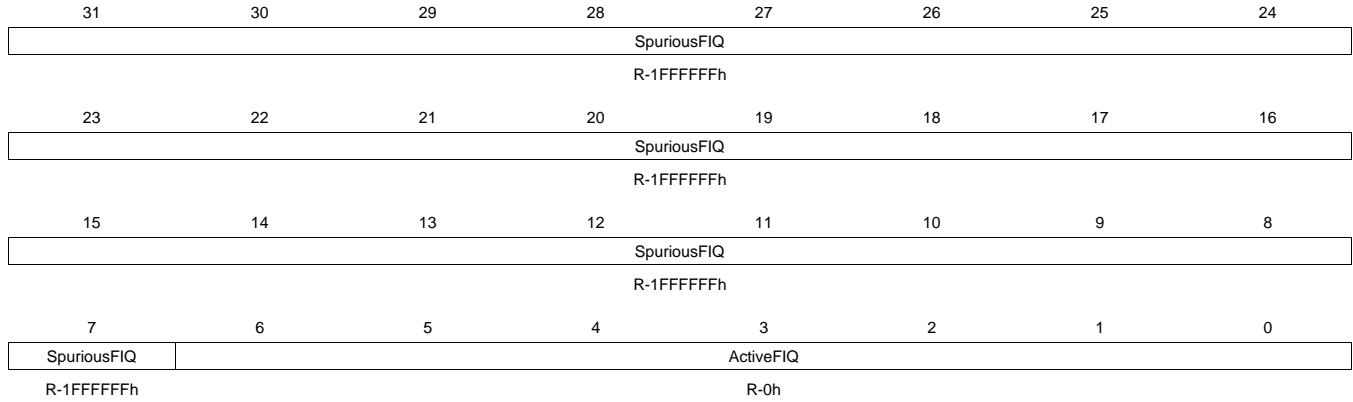 31 30 29 28 27 26 25 24
SpuriousFIQ
R-1FFFFFFh
23 22 21 20 19 18 17 16
SpuriousFIQ
R-1FFFFFFh
15 14 13 12 11 10 9 8
SpuriousFIQ
R-1FFFFFFh
7 6 5 4 3 2 1 0
SpuriousFIQ ActiveFIQ
R-1FFFFFFh R-0h